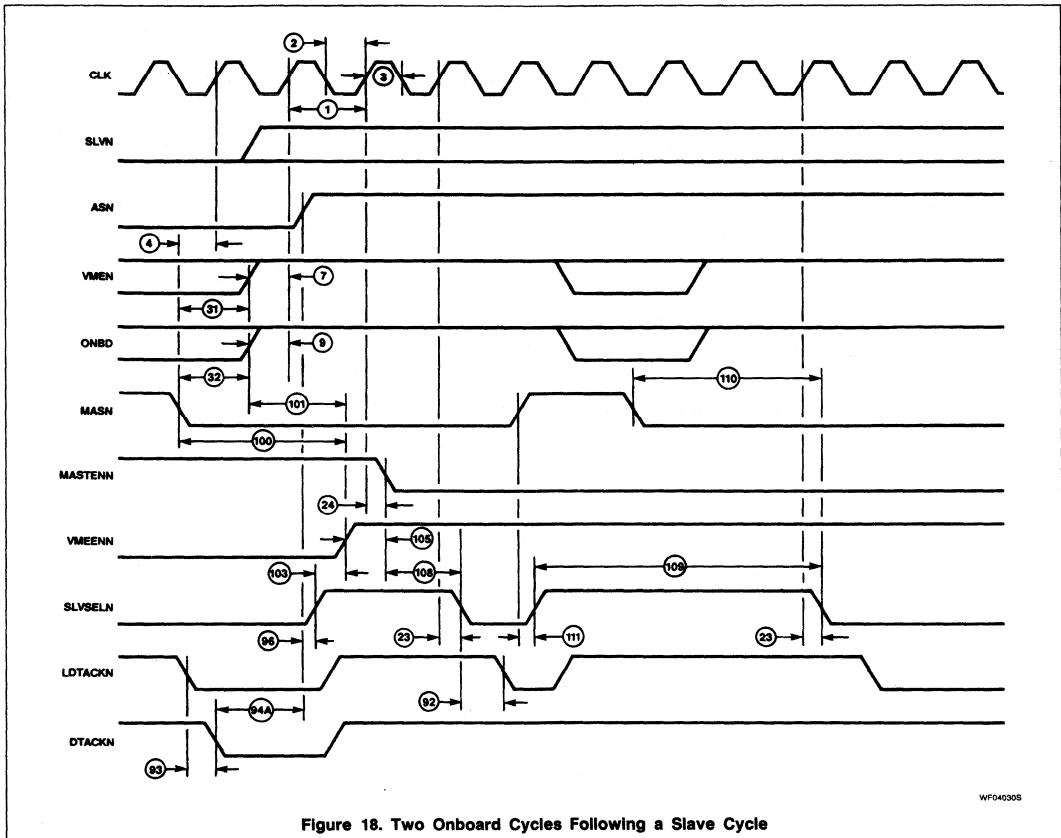 2
CLK
3
1
SLVN
ASN
4
VMEN
7
31
ONBD
9
32
110
101
MASN
100
MASTENN
24
VMEENN
105
103
108
109
SLVSELN
96
23
111
23
LDTACKN
94A
92
DTACKN
93
WF04030S
Figure 18. Two Onboard Cycles Following a Slave Cycle